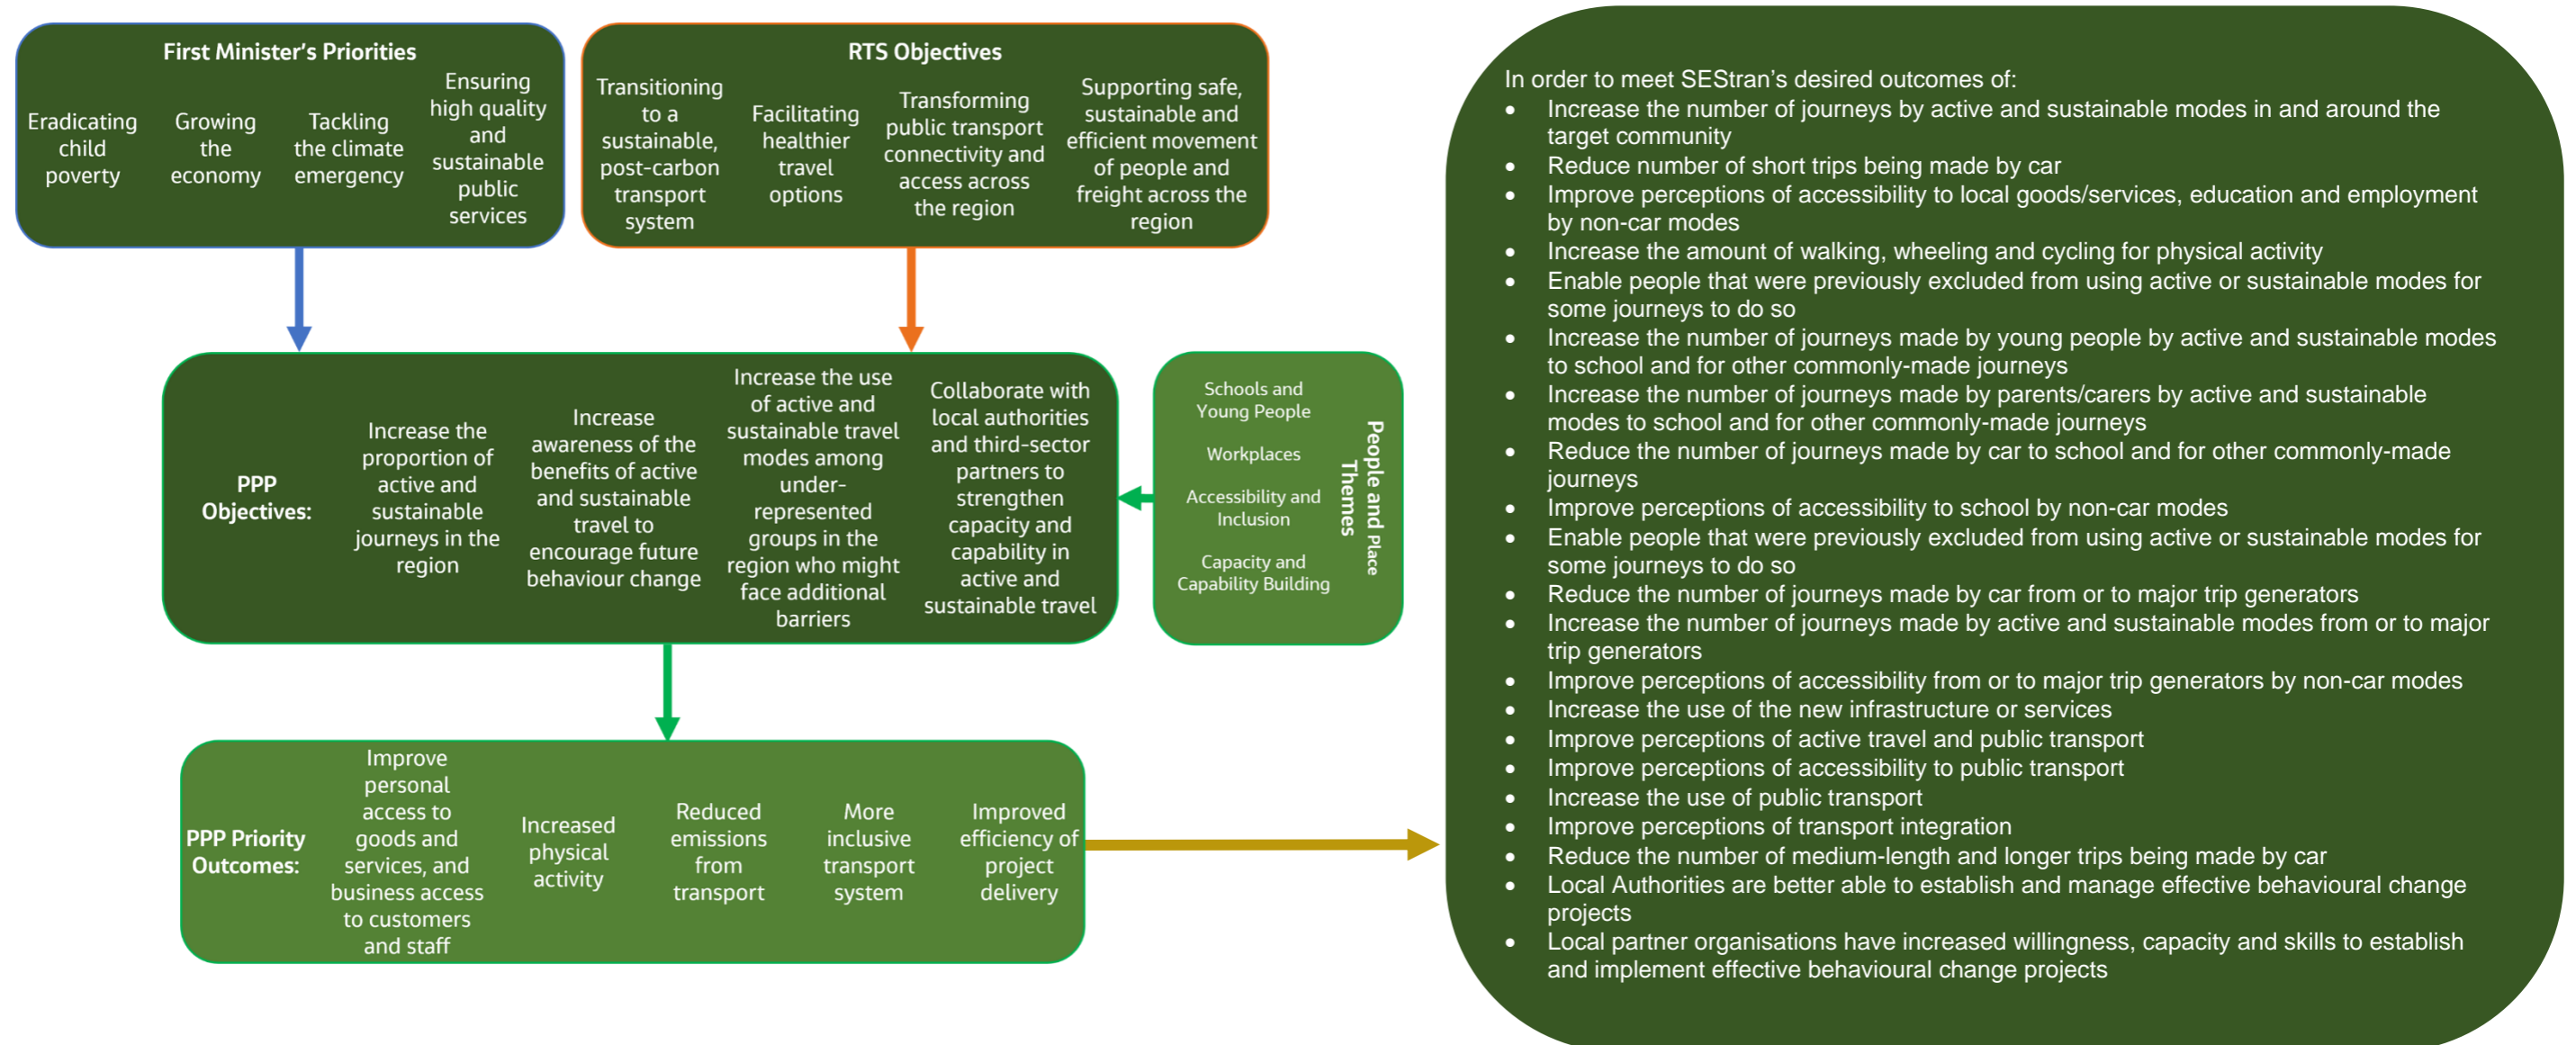 First Minister's Priorities
Eradicating
child
poverty
Growing
the
economy
Tackling
the climate
emergency
Ensuring
high quality
and
sustainable
public
services
RTS Objectives
Transitioning
to a
sustainable,
post-carbon
transport
system
Facilitating
healthier
travel
options
Transforming
public transport
connectivity and
access across
the region
Supporting safe,
sustainable and
efficient movement
of people and
freight across the
region
PPP
Objectives:
Increase the
proportion of
active and
sustainable
journeys in the
region
Increase
awareness of the
benefits of active
and sustainable
travel to
encourage future
behaviour change
Increase the use
of active and
sustainable travel
modes among
under-
represented
groups in the
region who might
face additional
barriers
Collaborate with
local authorities
and third-sector
partners to
strengthen
capacity and
capability in
active and
sustainable travel
Schools and
Young People
Workplaces
Accessibility and
Inclusion
Capacity and
Capability Building
People and Place
Themes
PPP Priority
Outcomes:
Improve
personal
access to
goods and
services, and
business access
to customers
and staff
Increased
physical
activity
Reduced
emissions
from
transport
More
inclusive
transport
system
Improved
efficiency of
project
delivery
In order to meet SEStran's desired outcomes of:
• Increase the number of journeys by active and sustainable modes in and around the
target community
• Reduce number of short trips being made by car
• Improve perceptions of accessibility to local goods/services, education and employment
by non-car modes
• Increase the amount of walking, wheeling and cycling for physical activity
• Enable people that were previously excluded from using active or sustainable modes for
some journeys to do so
• Increase the number of journeys made by young people by active and sustainable modes
to school and for other commonly-made journeys
• Increase the number of journeys made by parents/carers by active and sustainable
modes to school and for other commonly-made journeys
• Reduce the number of journeys made by car to school and for other commonly-made
journeys
• Improve perceptions of accessibility to school by non-car modes
• Enable people that were previously excluded from using active or sustainable modes for
some journeys to do so
• Reduce the number of journeys made by car from or to major trip generators
• Increase the number of journeys made by active and sustainable modes from or to major
trip generators
• Improve perceptions of accessibility from or to major trip generators by non-car modes
• Increase the use of the new infrastructure or services
• Improve perceptions of active travel and public transport
• Improve perceptions of accessibility to public transport
• Increase the use of public transport
• Improve perceptions of transport integration
• Reduce the number of medium-length and longer trips being made by car
• Local Authorities are better able to establish and manage effective behavioural change
projects
• Local partner organisations have increased willingness, capacity and skills to establish
and implement effective behavioural change projects